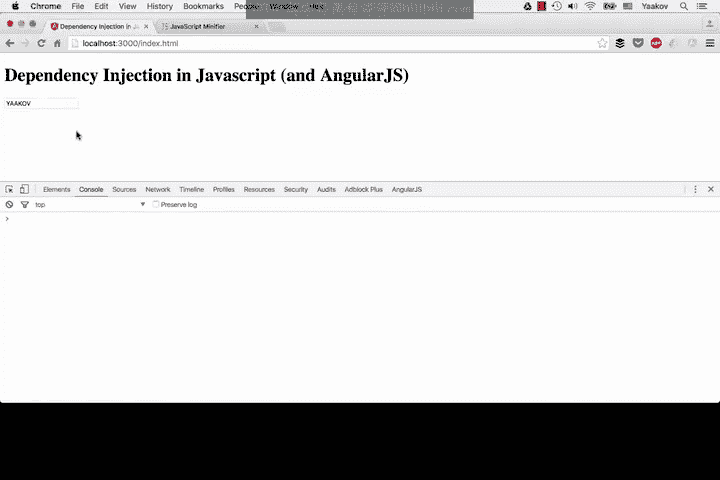 Chrome File Edit View History Bookmarks People Window Help Yaakov
Dependency Injection in Ja JavaScript Minifier
localhost:3000/index.html
Dependency Injection in Javascript (and AngularJS)
YAAKOV
Elements Console Sources Network Timeline Profiles Resources Security Audits Adblock Plus AngularJS
top Preserve log